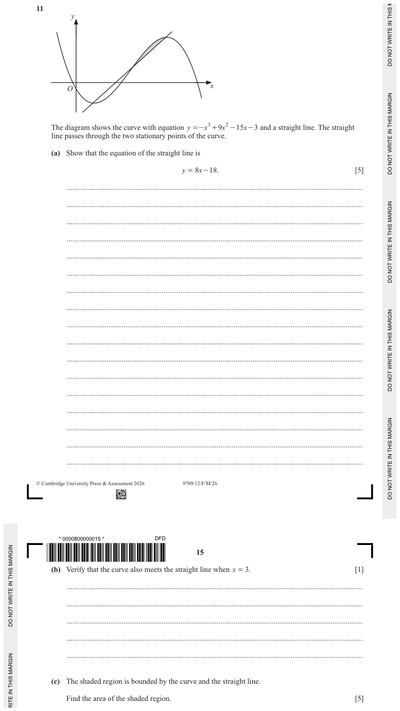 11
y
O
x
The diagram shows the curve with equation y = −x³ + 9x² − 15x − 3 and a straight line. The straight
line passes through the two stationary points of the curve.
(a) Show that the equation of the straight line is
y = 8x − 18. [5]
© Cambridge University Press & Assessment 2026 9709/12/F/M/26
DO NOT WRITE IN THIS MARGIN
DO NOT WRITE IN THIS MARGIN
DO NOT WRITE IN THIS MARGIN
DO NOT WRITE IN THIS MARGIN
DO NOT WRITE IN THIS MARGIN
* 0000800000015 * DFD
15
(b) Verify that the curve also meets the straight line when x = 3. [1]
(c) The shaded region is bounded by the curve and the straight line.
Find the area of the shaded region. [5]
DO NOT WRITE IN THIS MARGIN
RITE IN THIS MARGIN